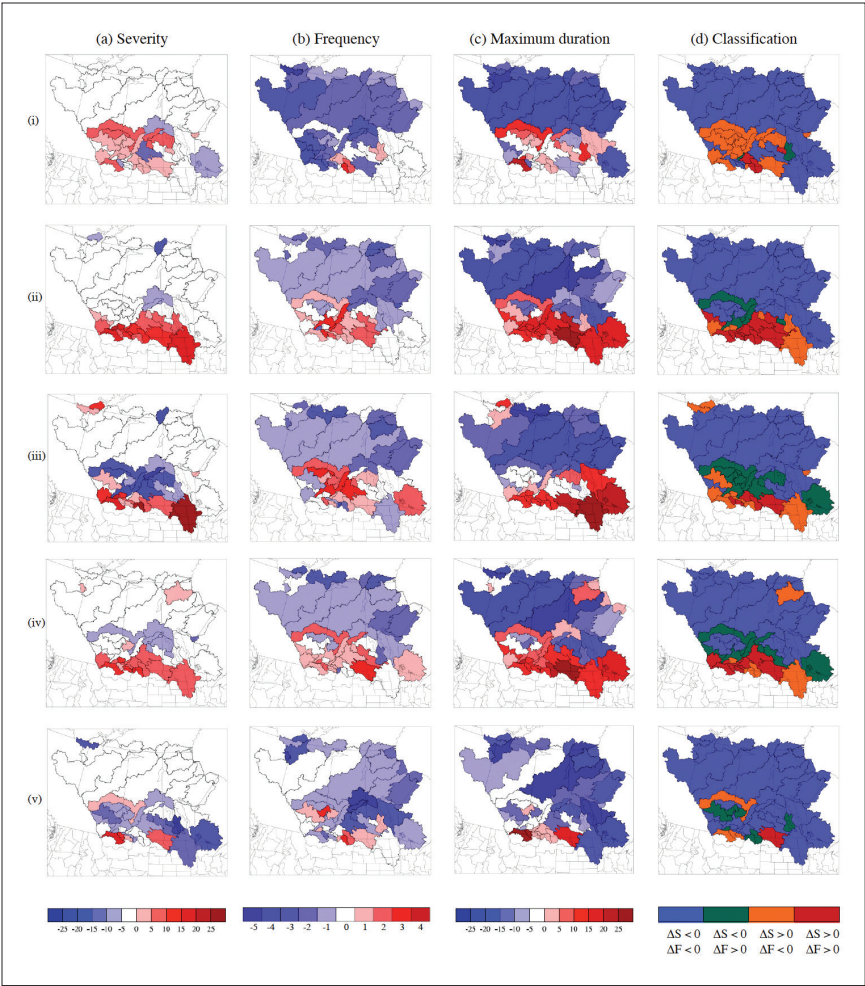 (a) Severity (b) Frequency (c) Maximum duration (d) Classification
(i)
(ii)
(iii)
(iv)
(v)
-25 -20 -15 -10 -5 0 5 10 15 20 25 -5 -4 -3 -2 -1 0 1 2 3 4 -25 -20 -15 -10 -5 0 5 10 15 20 25
ΔS < 0 ΔS < 0 ΔS > 0 ΔS > 0
ΔF < 0 ΔF > 0 ΔF < 0 ΔF > 0